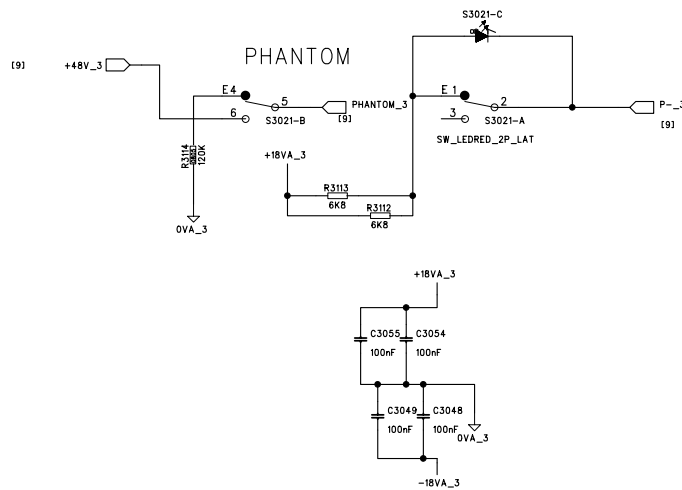 S3021-C
PHANTOM
[9]
+48V_3
E4
5
PHANTOM_3
[9]
6
S3021-B
E 1
2
3
S3021-A
SW_LEDRED_2P_LAT
[9]
R3114
120K
+18VA_3
R3113
6K8
R3112
6K8
0VA_3
+18VA_3
C3055
100nF
C3054
100nF
C3049
100nF
C3048
100nF
0VA_3
-18VA_3